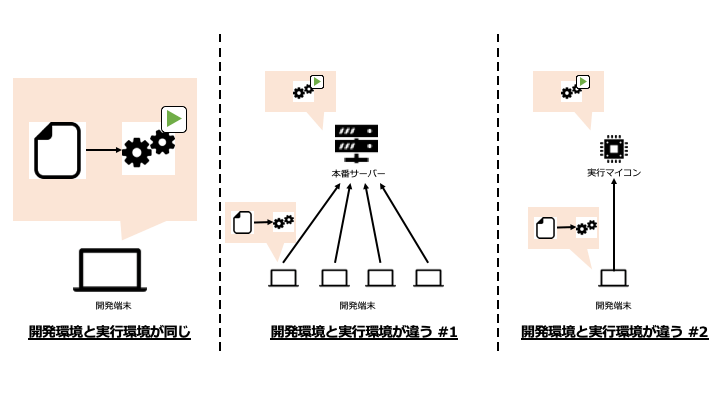 開発端末
開発環境と実行環境が同じ
本番サーバー
開発端末
開発環境と実行環境が違う #1
実行マイコン
開発端末
開発環境と実行環境が違う #2